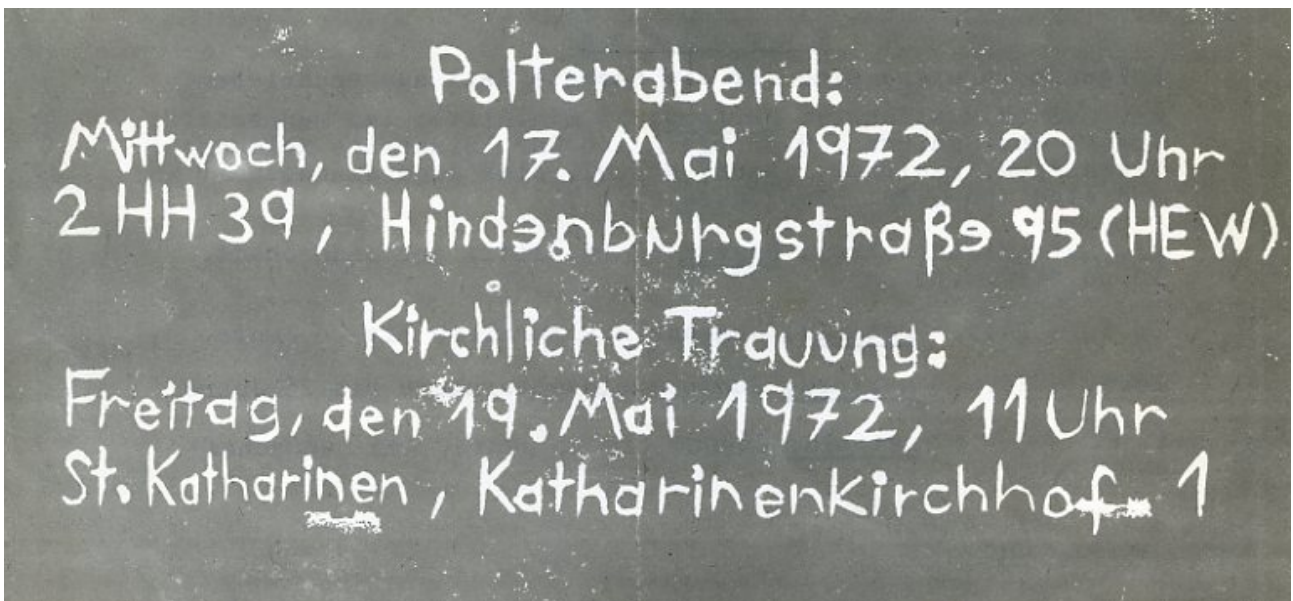 Polterabend:
Mittwoch, den 17. Mai 1972, 20 Uhr
2 HH 39, Hindenburgstraße 95 (HEW)
Kirchliche Trauung:
Freitag, den 19. Mai 1972, 11 Uhr
St. Katharinen, Katharinenkirchhof 1